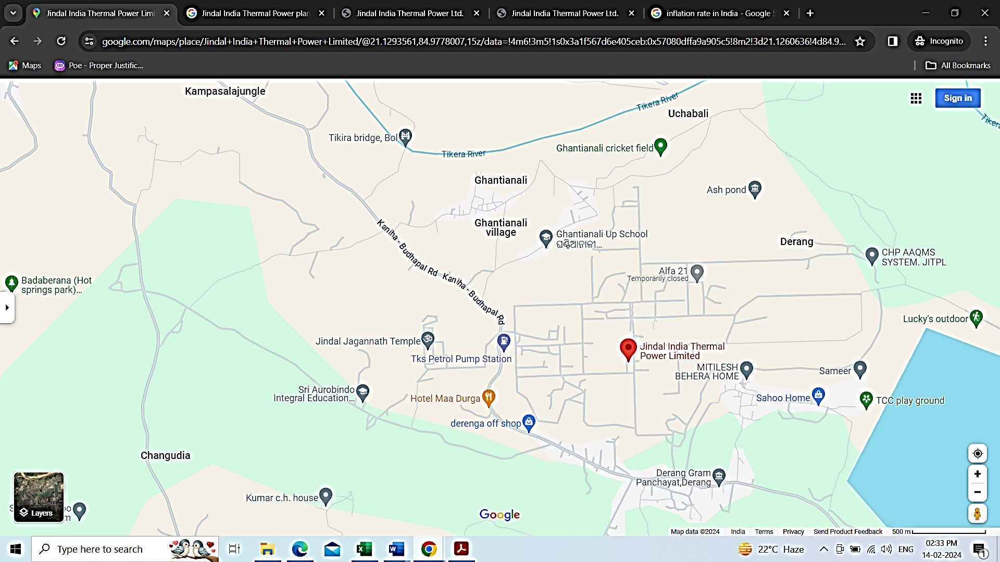 Jindal India Thermal Power Limi
Jindal India Thermal Power plan
Jindal India Thermal Power Ltd.
Jindal India Thermal Power Ltd.
inflation rate in India - Google S
google.com/maps/place/Jindal+India+Thermal+Power+Limited/@21.1293561,84.9778007,15z/data=!4m6!3m5!1s0x3a1f567d6e405ceb:0x57080dffa9a905c5!8m2!3d21.1260636!4d84.9...
Incognito
Maps
Poe - Proper Justific...
All Bookmarks
Kampasalajungle
Sign in
Tikera River
Uchabali
Tikera
Tikira bridge, Bol
Ghantianali cricket field
Tikera River
Ghantianali
Ash pond
Ghantianali
village
Kaniha - Budhapal Rd
Kaniha - Budhapal Rd
Ghantianali Up School
ଘଣ୍ଟିଆନାଳୀ...
Derang
CHP AAQMS
SYSTEM. JITPL
Alfa 21
Temporarily closed
Badaberana (Hot
springs park)...
Lucky's outdoor
Jindal Jagannath Temple
Tks Petrol Pump Station
Jindal India Thermal
Power Limited
MITILESH
BEHERA HOME
Sameer
Sri Aurobindo
Integral Education...
Hotel Maa Durga
Sahoo Home
TCC play ground
derenga off shop
Changudia
Derang Gram
Panchayat,Derang
Kumar c.h. house
Layers
Google
Map data ©2024
India
Terms
Privacy
Send Product Feedback
500 m
Type here to search
22°C Haze
ENG
02:33 PM
14-02-2024
1